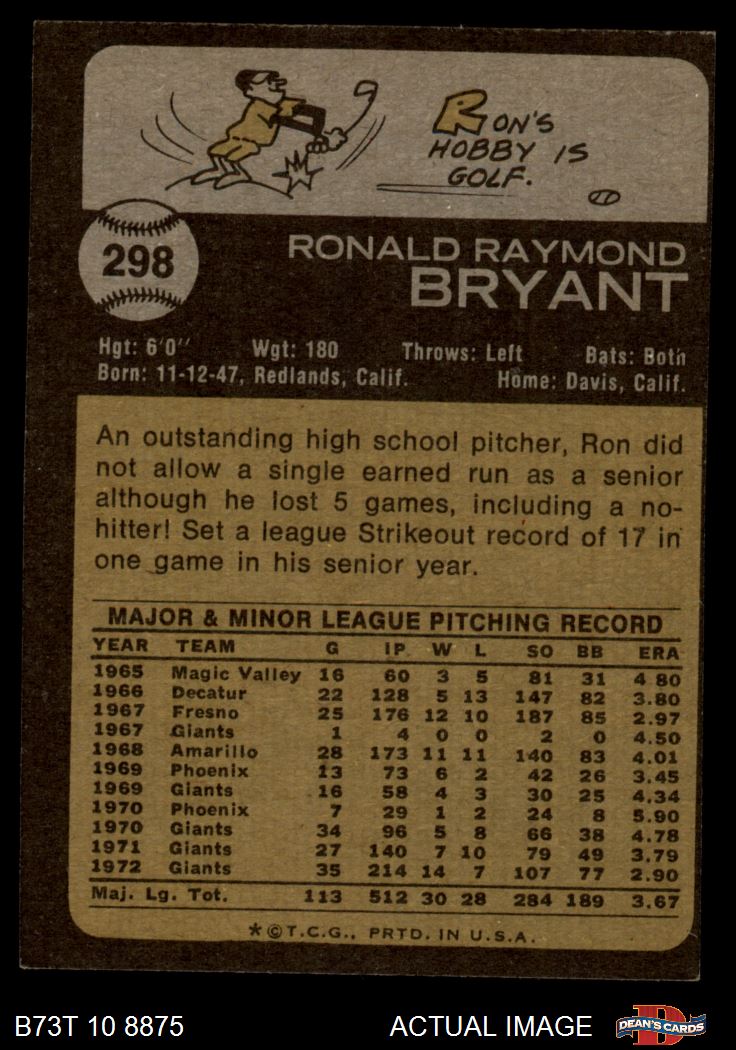 RON'S
HOBBY IS
GOLF.
298
RONALD RAYMOND
BRYANT
Hgt: 6'0" Wgt: 180 Throws: Left Bats: Both
Born: 11-12-47, Redlands, Calif. Home: Davis, Calif.
An outstanding high school pitcher, Ron did
not allow a single earned run as a senior
although he lost 5 games, including a no-
hitter! Set a league Strikeout record of 17 in
one game in his senior year.
MAJOR & MINOR LEAGUE PITCHING RECORD
YEAR TEAM G IP W L SO BB ERA
1965 Magic Valley 16 60 3 5 81 31 4 80
1966 Decatur 22 128 5 13 147 82 3.80
1967 Fresno 25 176 12 10 187 85 2.97
1967 Giants 1 4 0 0 2 0 4.50
1968 Amarillo 28 173 11 11 140 83 4.01
1969 Phoenix 13 73 6 2 42 26 3.45
1969 Giants 16 58 4 3 30 25 4.34
1970 Phoenix 7 29 1 2 24 8 5.90
1970 Giants 34 96 5 8 66 38 4.78
1971 Giants 27 140 7 10 79 49 3.79
1972 Giants 35 214 14 7 107 77 2.90
Maj. Lg. Tot. 113 512 30 28 284 189 3.67
*©T.C.G., PRTD. IN U.S.A.
B73T 10 8875 ACTUAL IMAGE D DEAN'S CARDS